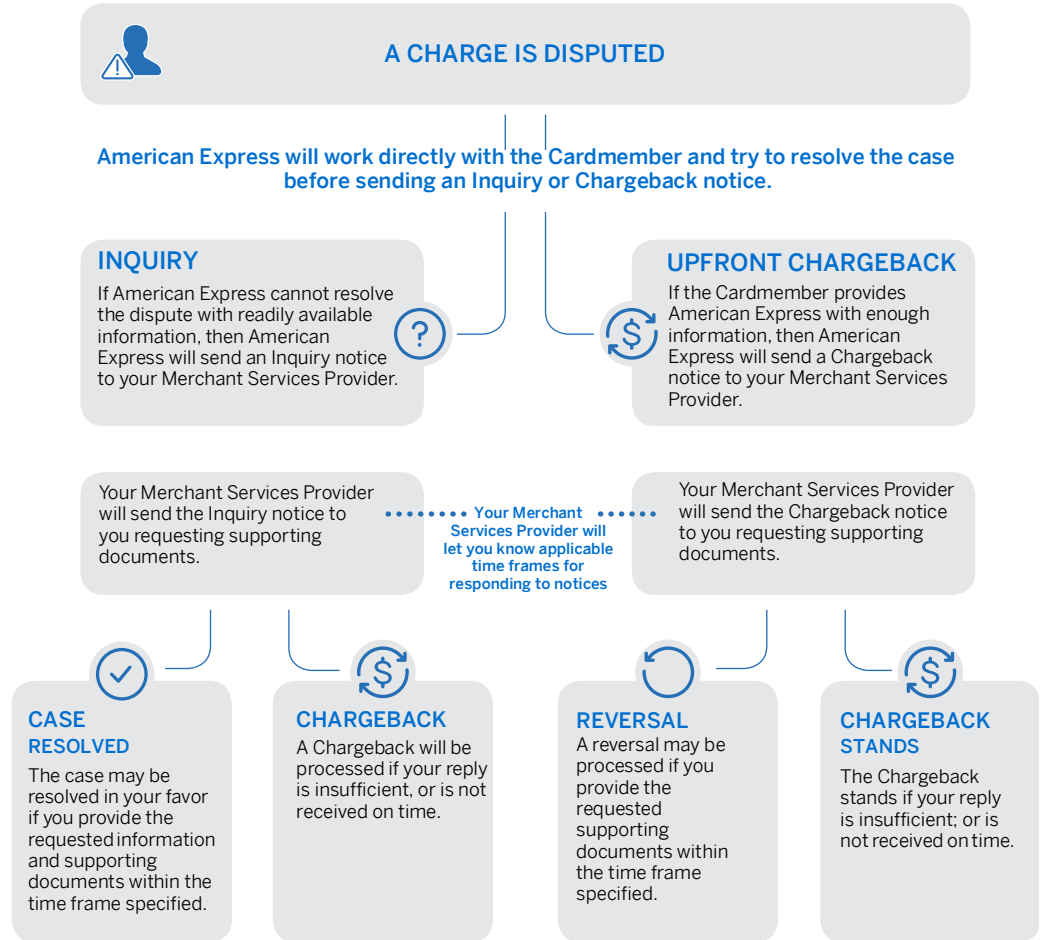 A CHARGE IS DISPUTED
American Express will work directly with the Cardmember and try to resolve the case
before sending an Inquiry or Chargeback notice.
INQUIRY
If American Express cannot resolve
the dispute with readily available
information, then American
Express will send an Inquiry notice
to your Merchant Services Provider.
?
UPFRONT CHARGEBACK
If the Cardmember provides
American Express with enough
information, then American
Express will send a Chargeback
notice to your Merchant Services
Provider.
$
Your Merchant Services Provider
will send the Inquiry notice to
you requesting supporting
documents.
Your Merchant
Services Provider will
let you know applicable
time frames for
responding to notices
Your Merchant Services Provider
will send the Chargeback notice
to you requesting supporting
documents.
CASE
RESOLVED
The case may be
resolved in your favor
if you provide the
requested information
and supporting
documents within the
time frame specified.
$
CHARGEBACK
A Chargeback will be
processed if your reply
is insufficient, or is not
received on time.
REVERSAL
A reversal may be
processed if you
provide the
requested
supporting
documents within
the time frame
specified.
$
CHARGEBACK
STANDS
The Chargeback
stands if your reply
is insufficient; or is
not received on time.